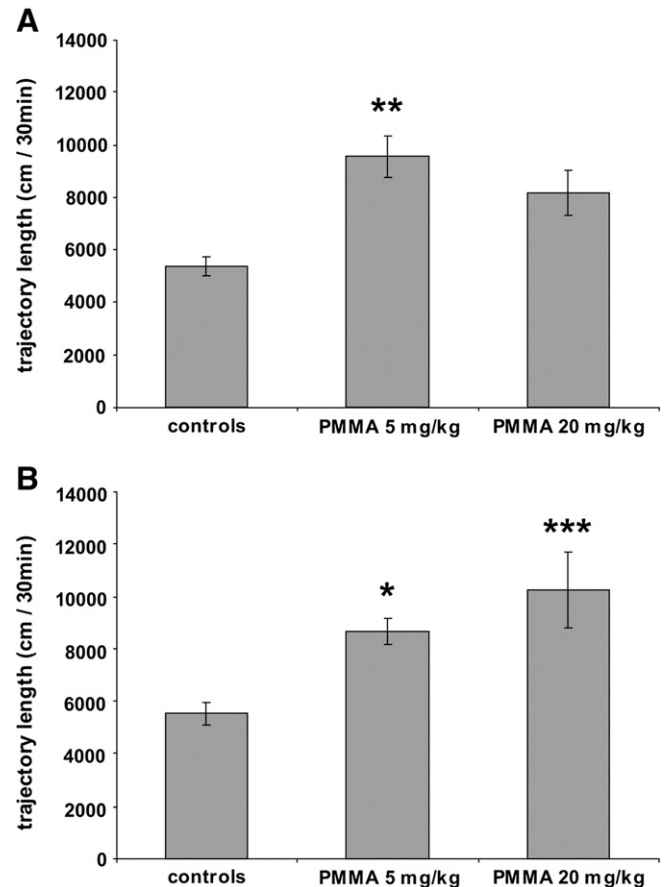 A
trajectory length (cm / 30min)
14000
12000
10000
8000
6000
4000
2000
0
**
controls
PMMA 5 mg/kg
PMMA 20 mg/kg
B
trajectory length (cm / 30min)
14000
12000
10000
8000
6000
4000
2000
0
*
***
controls
PMMA 5 mg/kg
PMMA 20 mg/kg